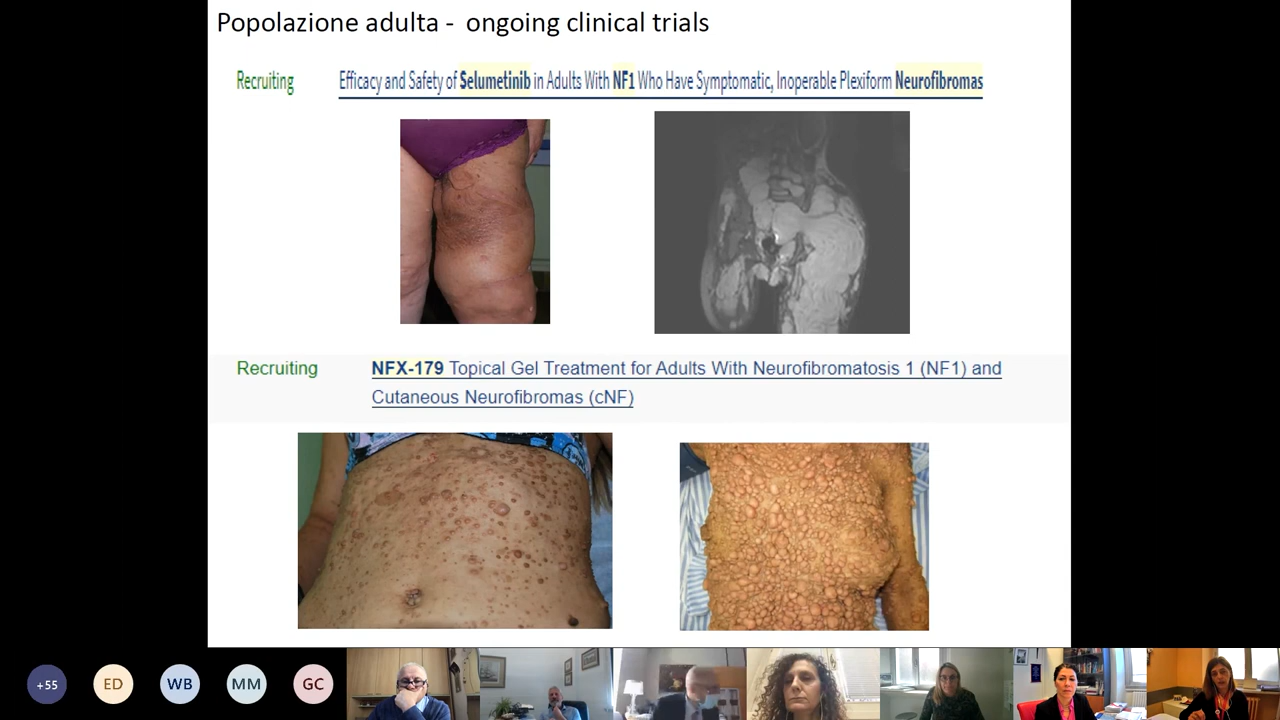 Popolazione adulta - ongoing clinical trials
Recruiting Efficacy and Safety of Selumetinib in Adults With NF1 Who Have Symptomatic, Inoperable Plexiform Neurofibromas
Recruiting NFX-179 Topical Gel Treatment for Adults With Neurofibromatosis 1 (NF1) and
Cutaneous Neurofibromas (cNF)
+55 ED WB MM GC